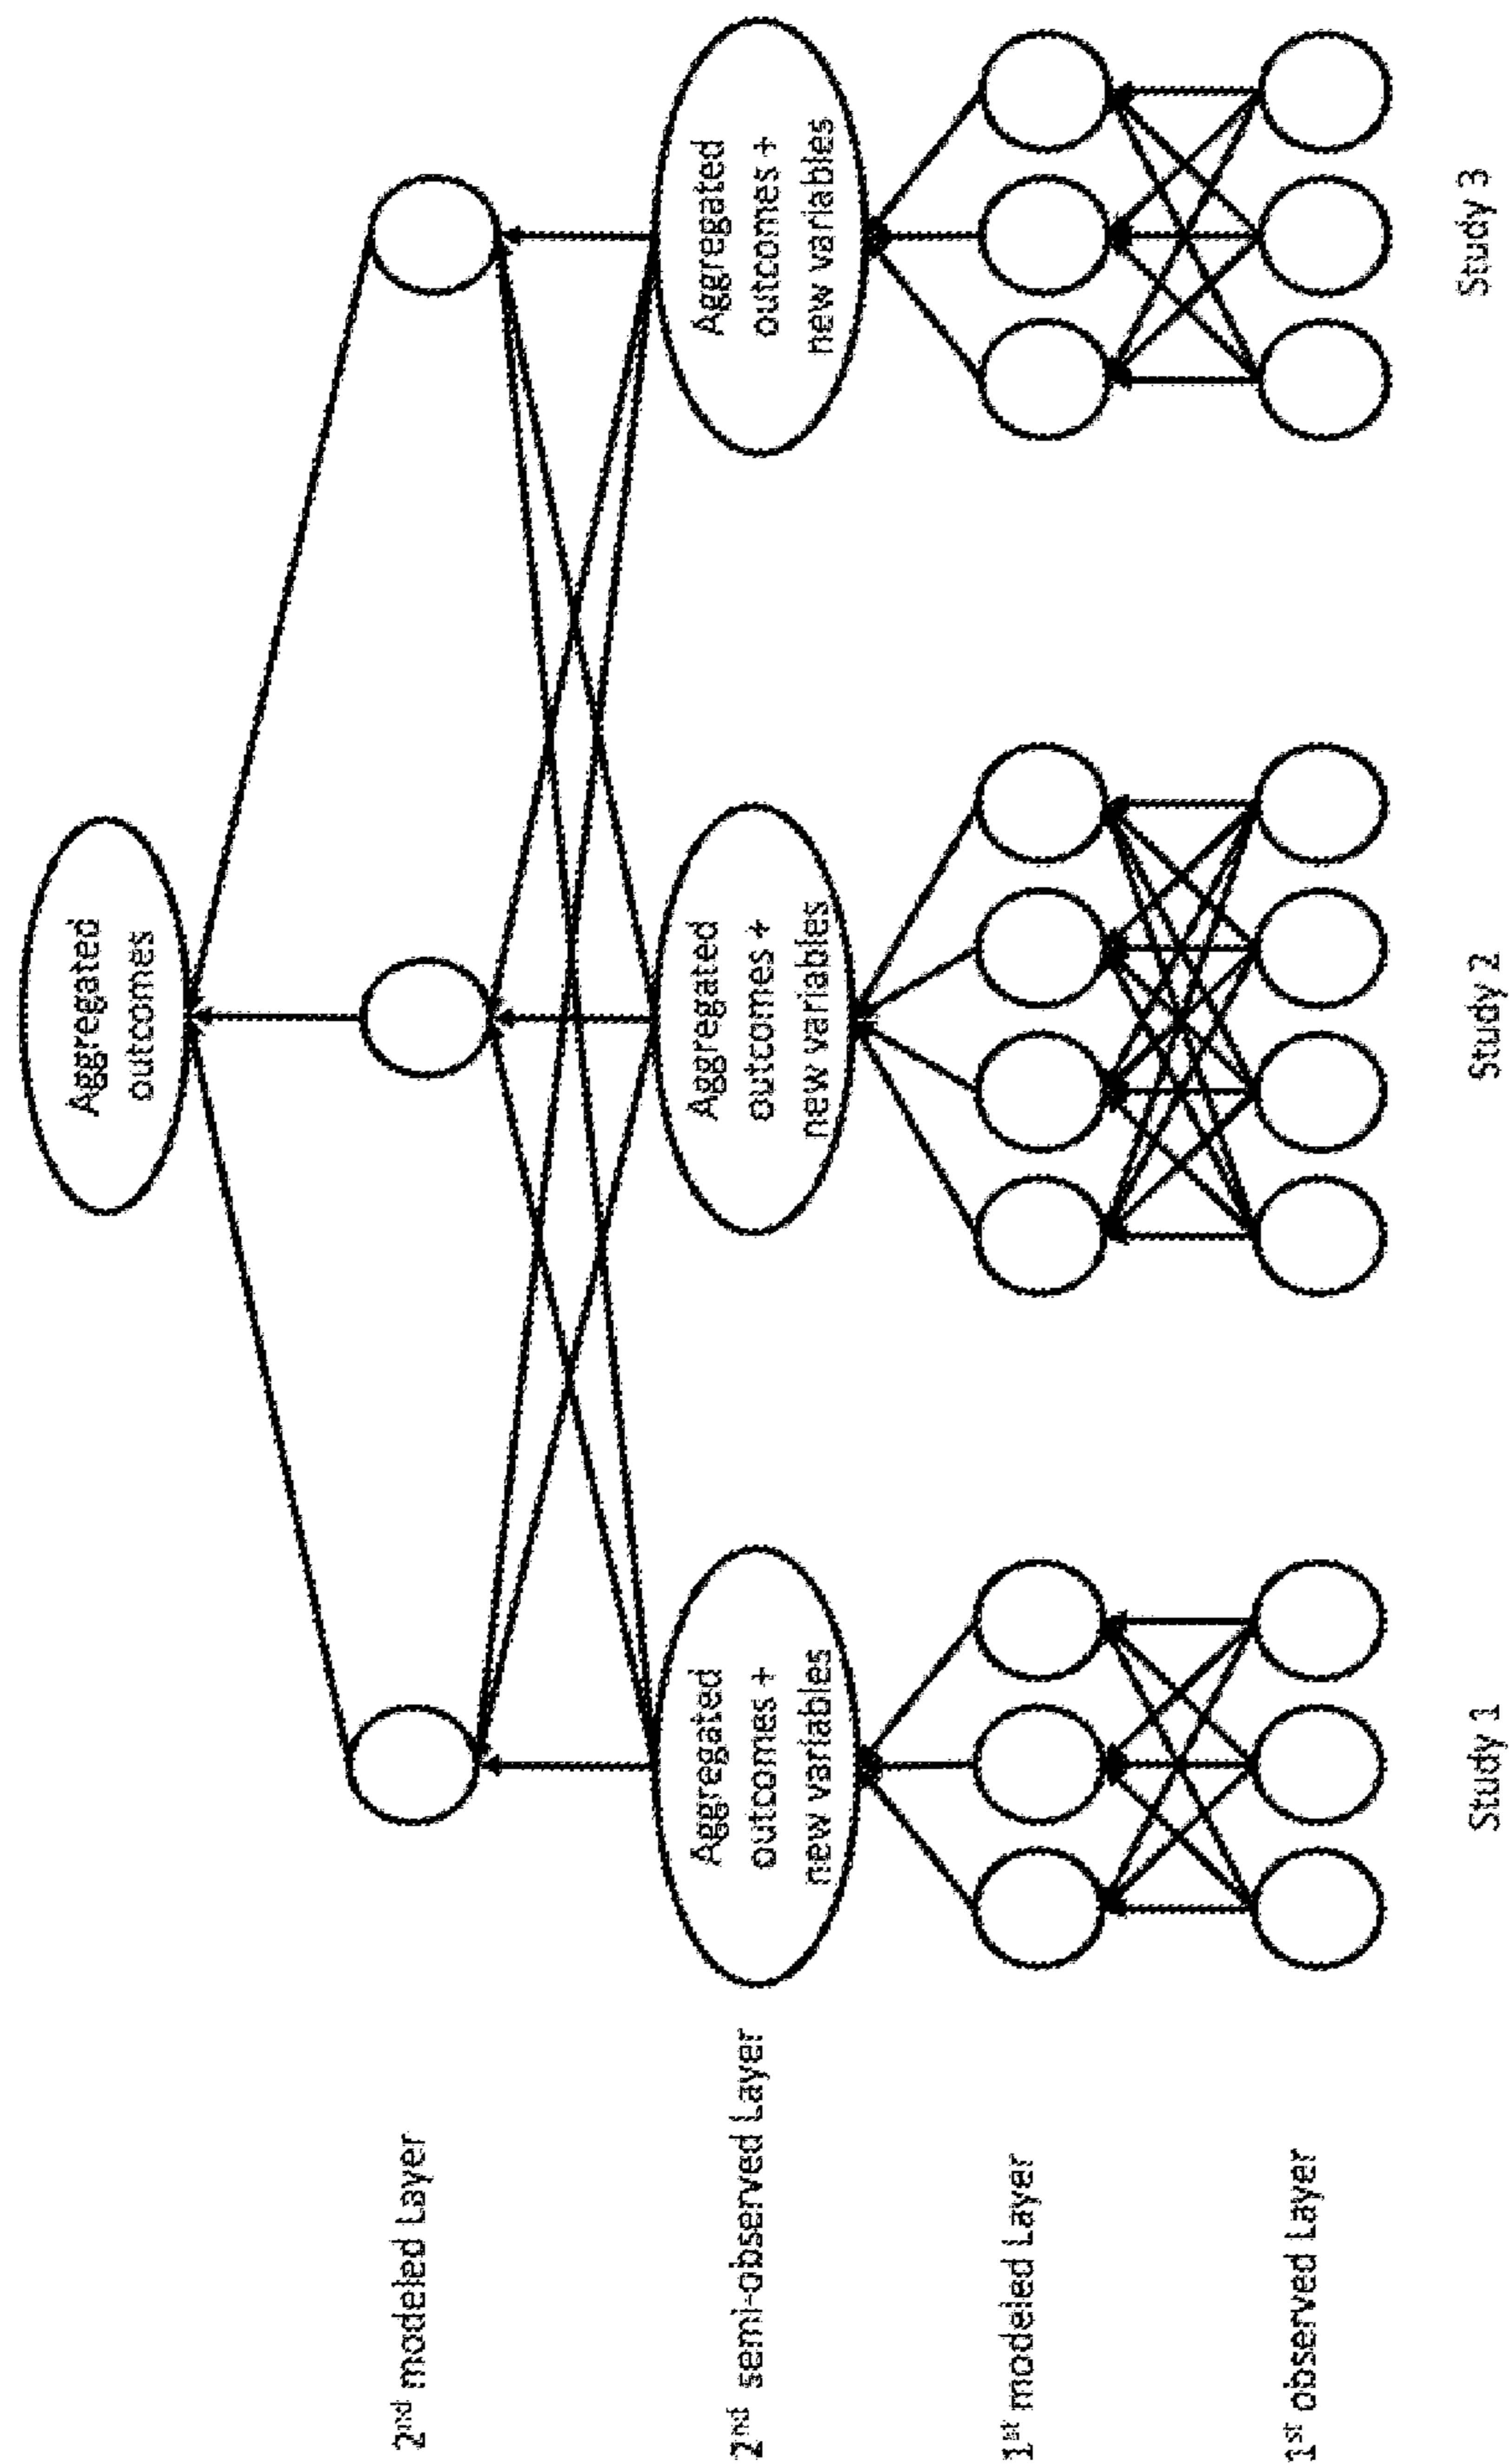 Aggregated
outcomes
2nd modeled Layer
2nd semi-observed Layer
Aggregated
outcomes +
new variables
Aggregated
outcomes +
new variables
Aggregated
outcomes +
new variables
1st modeled Layer
1st observed Layer
Study 1
Study 2
Study 3